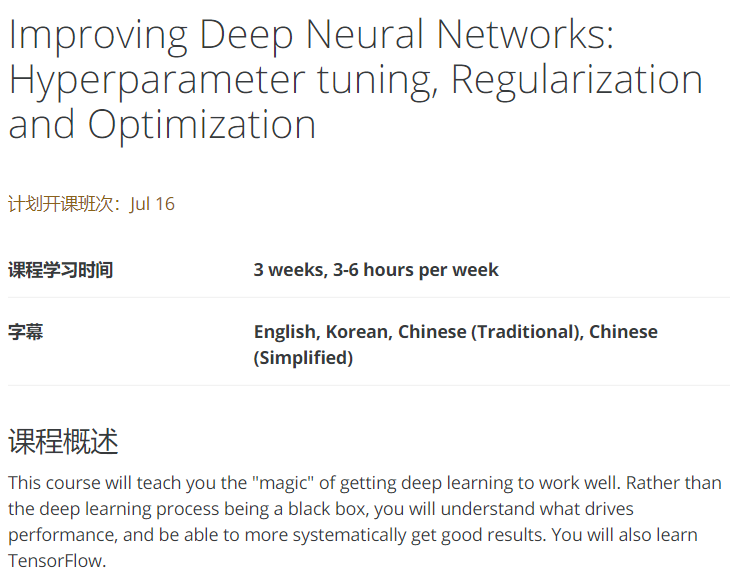 Improving Deep Neural Networks:
Hyperparameter tuning, Regularization
and Optimization
计划开课班次：Jul 16
课程学习时间 3 weeks, 3-6 hours per week
字幕 English, Korean, Chinese (Traditional), Chinese
(Simplified)
课程概述
This course will teach you the "magic" of getting deep learning to work well. Rather than
the deep learning process being a black box, you will understand what drives
performance, and be able to more systematically get good results. You will also learn
TensorFlow.